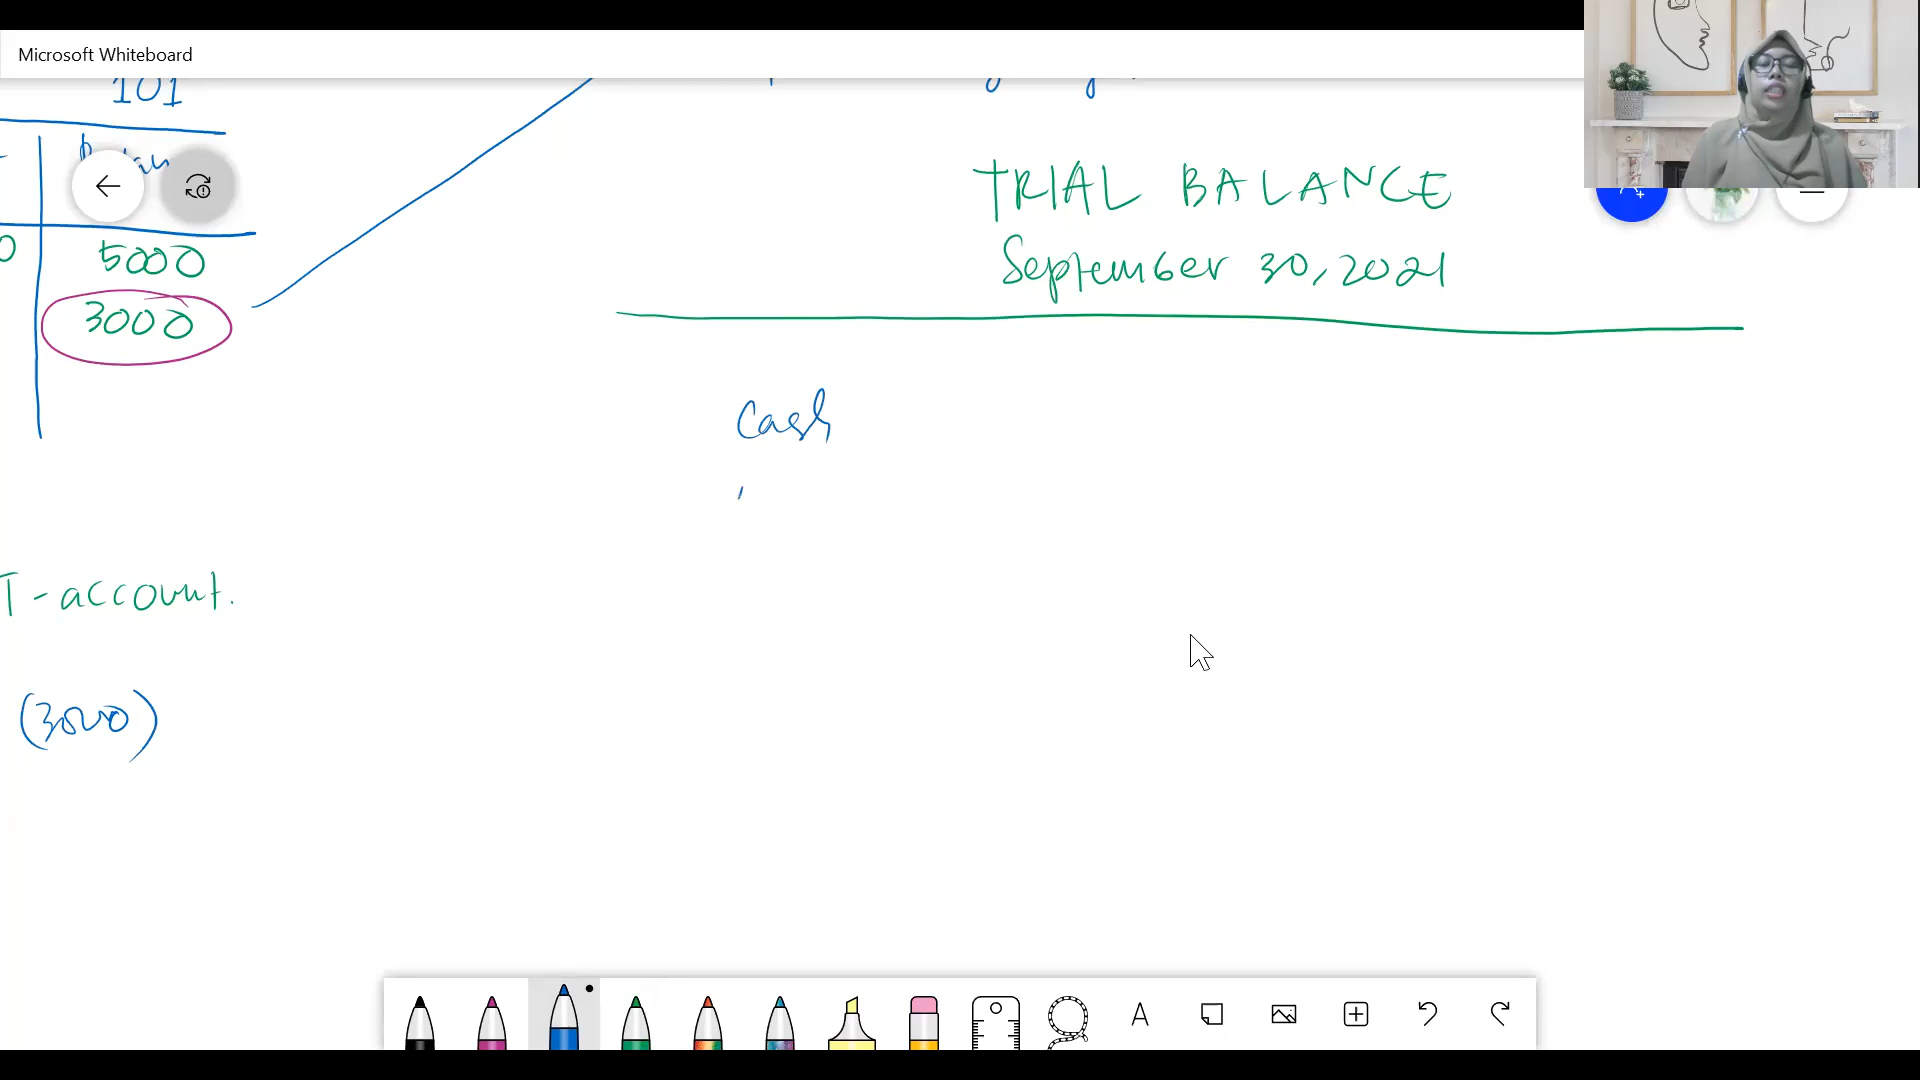 Microsoft Whiteboard
101
5000
3000
T-account.
(3000)
TRIAL BALANCE
September 30, 2021
Cash